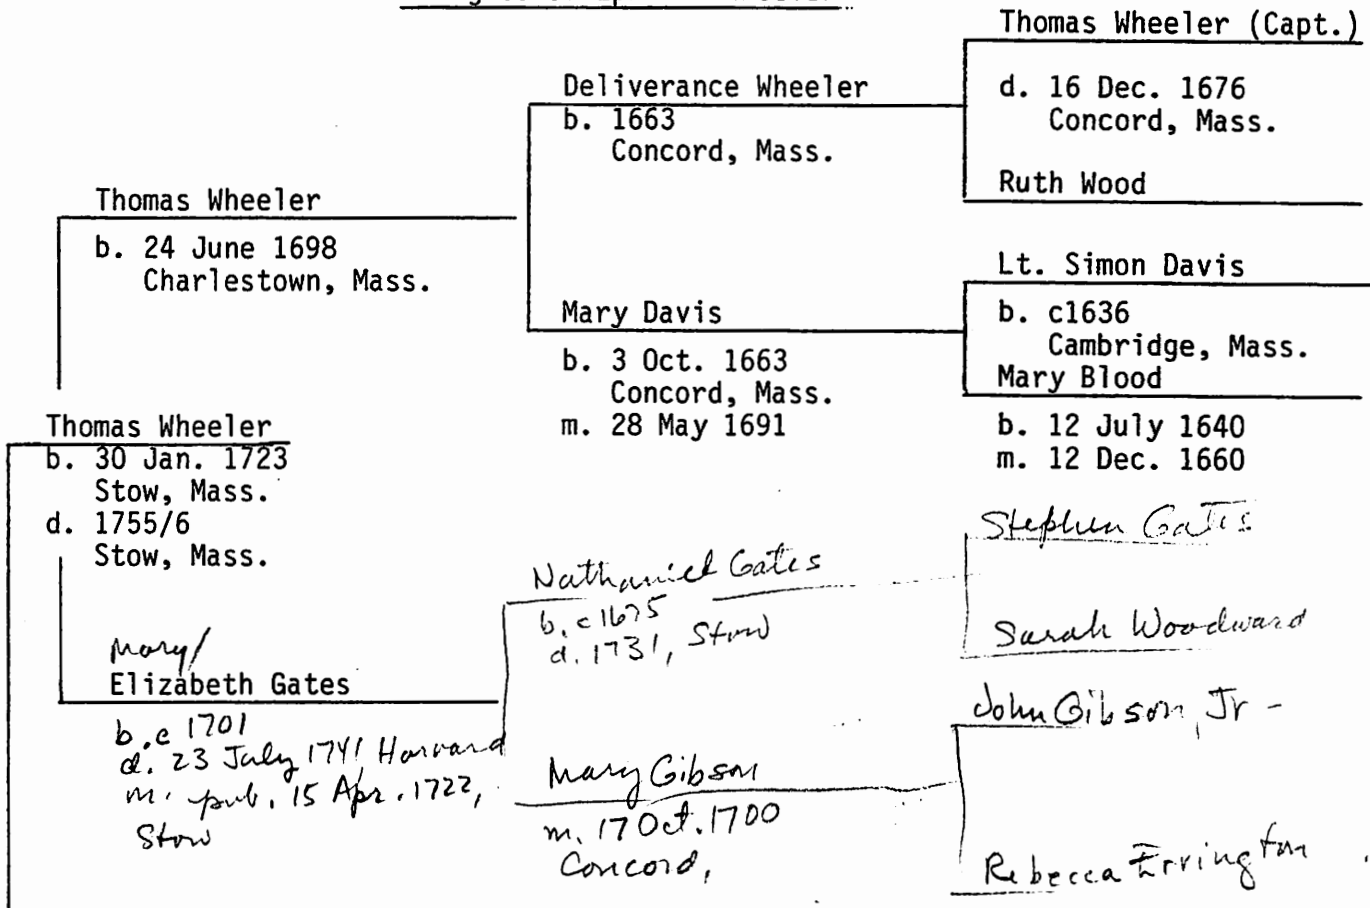 Thomas Wheeler (Capt.)
d. 16 Dec. 1676
Concord, Mass.
Ruth Wood
Deliverance Wheeler
b. 1663
Concord, Mass.
Thomas Wheeler
b. 24 June 1698
Charlestown, Mass.
Lt. Simon Davis
b. c1636
Cambridge, Mass.
Mary Blood
b. 12 July 1640
m. 12 Dec. 1660
Mary Davis
b. 3 Oct. 1663
Concord, Mass.
m. 28 May 1691
Thomas Wheeler
b. 30 Jan. 1723
Stow, Mass.
d. 1755/6
Stow, Mass.
Stephen Gates
Sarah Woodward
Nathaniel Gates
b. c1675
d. 1731, Stow
Mary/
Elizabeth Gates
b. c 1701
d. 23 July 1741 Harvard
m. pub. 15 Apr. 1722,
Stow
John Gibson, Jr -
Mary Gibson
m. 17 Oct. 1700
Concord,
Rebecca Errington